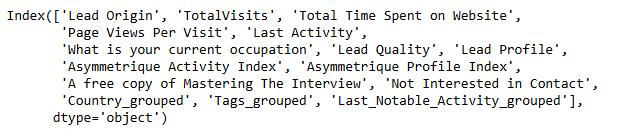 Index(['Lead Origin', 'TotalVisits', 'Total Time Spent on Website',
'Page Views Per Visit', 'Last Activity',
'What is your current occupation', 'Lead Quality', 'Lead Profile',
'Asymmetrique Activity Index', 'Asymmetrique Profile Index',
'A free copy of Mastering The Interview', 'Not Interested in Contact',
'Country_grouped', 'Tags_grouped', 'Last_Notable_Activity_grouped'],
dtype='object')